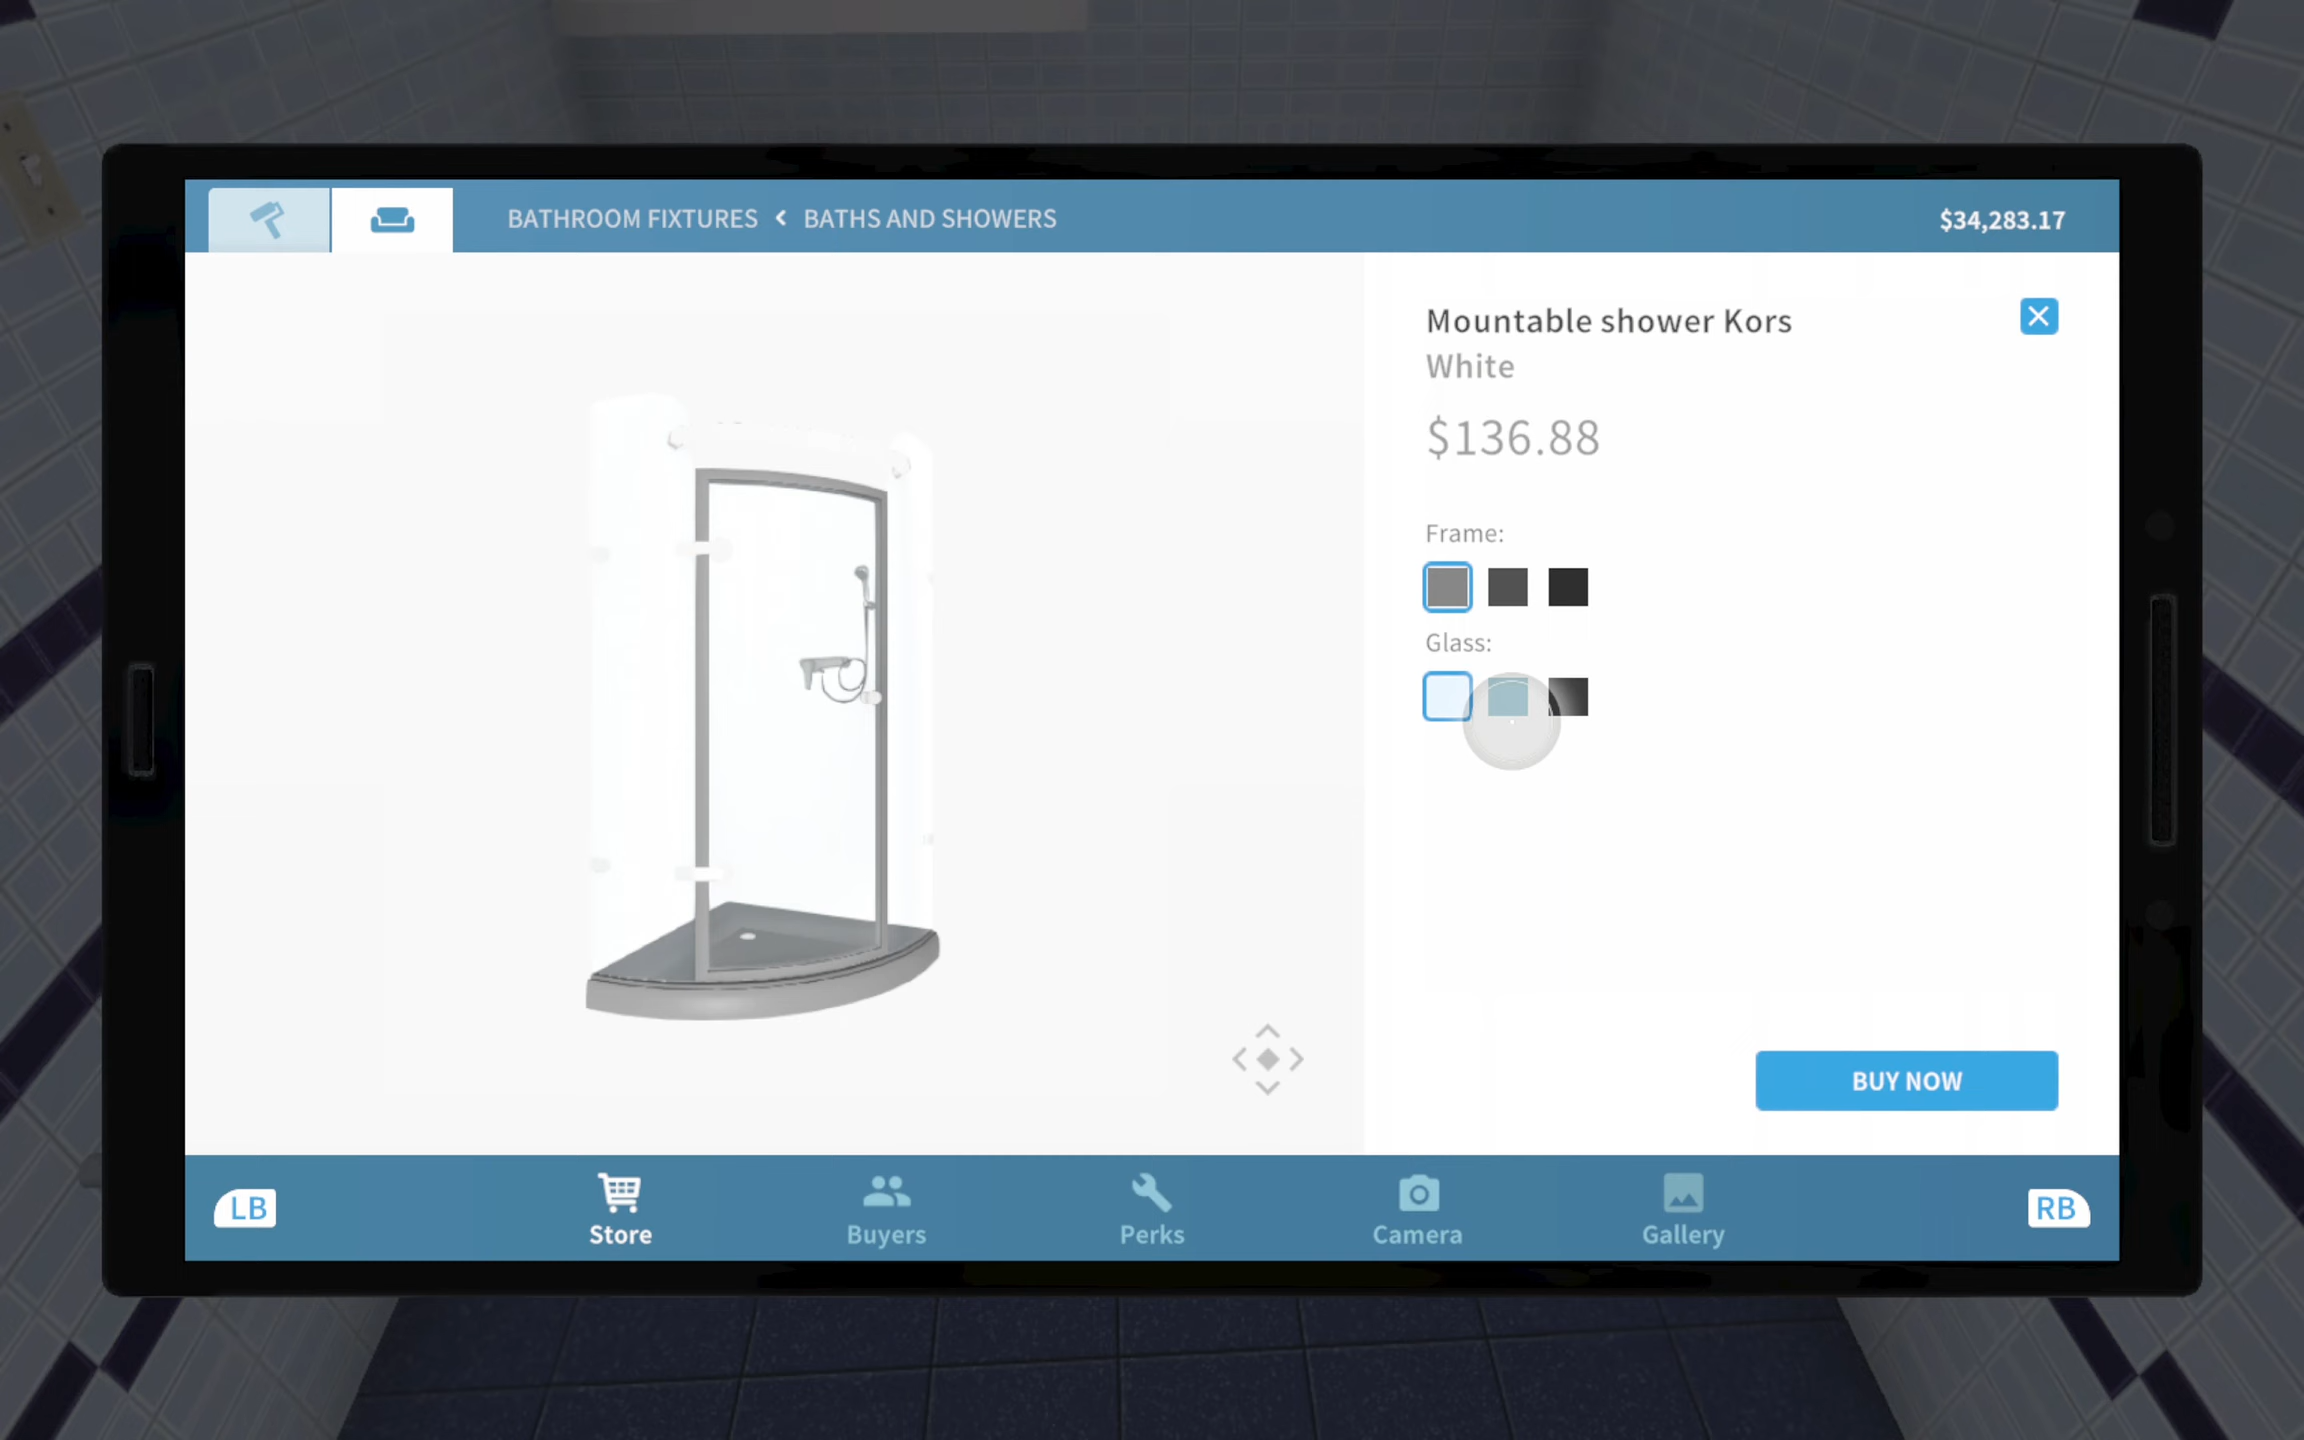 BATHROOM FIXTURES < BATHS AND SHOWERS
$34,283.17
Mountable shower Kors
White
$136.88
Frame:
Glass:
BUY NOW
LB
Store
Buyers
Perks
Camera
Gallery
RB